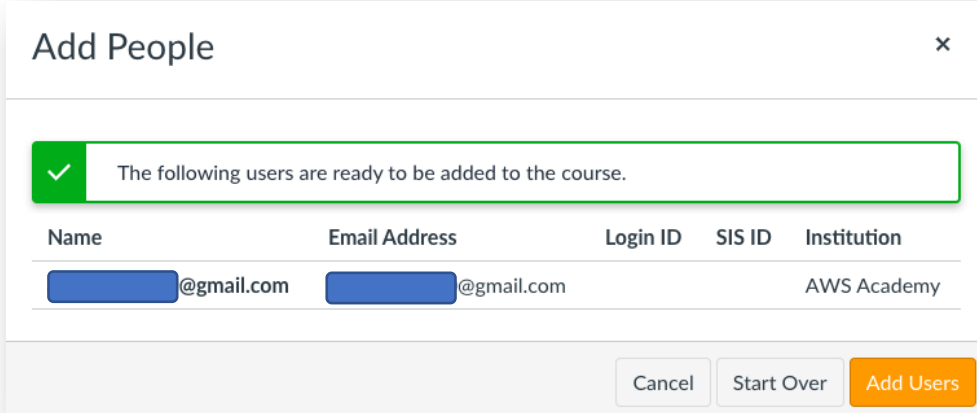 Add People
×
The following users are ready to be added to the course.
Name Email Address Login ID SIS ID Institution
@gmail.com @gmail.com AWS Academy
Cancel Start Over Add Users